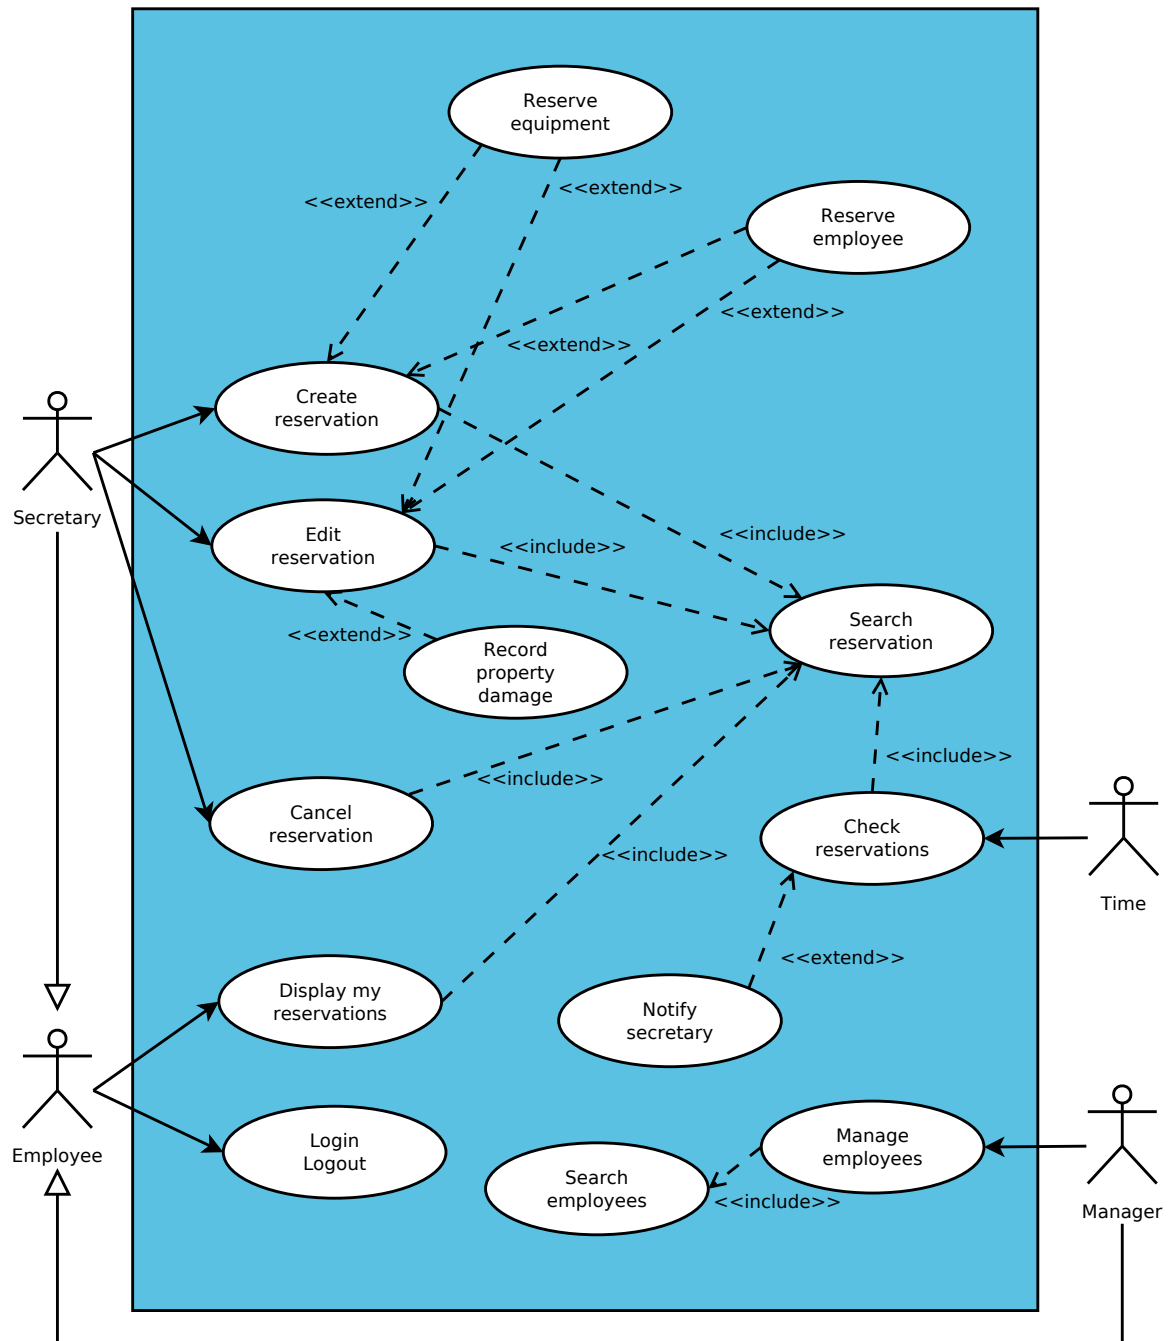 Reserve
equipment
<<extend>>
<<extend>>
Reserve
employee
<<extend>>
<<extend>>
Create
reservation
Secretary
Edit
reservation
<<include>>
<<include>>
<<extend>>
Record
property
damage
Search
reservation
<<include>>
<<include>>
Cancel
reservation
Check
reservations
<<include>>
Time
<<extend>>
Display my
reservations
Notify
secretary
Employee
Login
Logout
Search
employees
Manage
employees
<<include>>
Manager